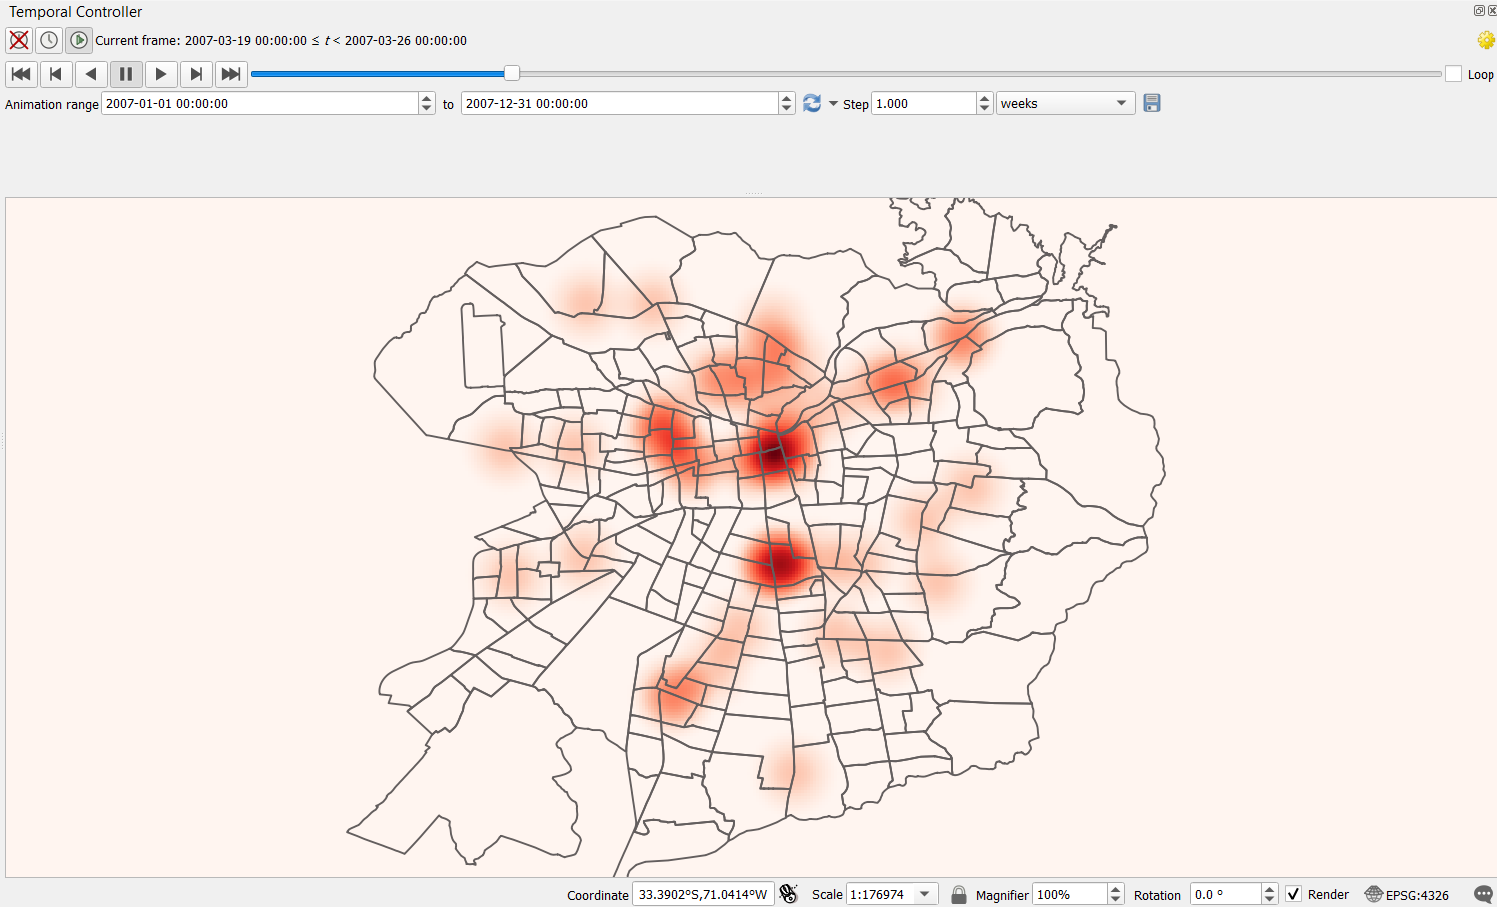 Temporal Controller
Current frame: 2007-03-19 00:00:00 ≤ t < 2007-03-26 00:00:00
Loop
Animation range 2007-01-01 00:00:00 to 2007-12-31 00:00:00 Step 1.000 weeks
Coordinate 33.3902°S,71.0414°W Scale 1:176974 Magnifier 100% Rotation 0.0 ° Render EPSG:4326